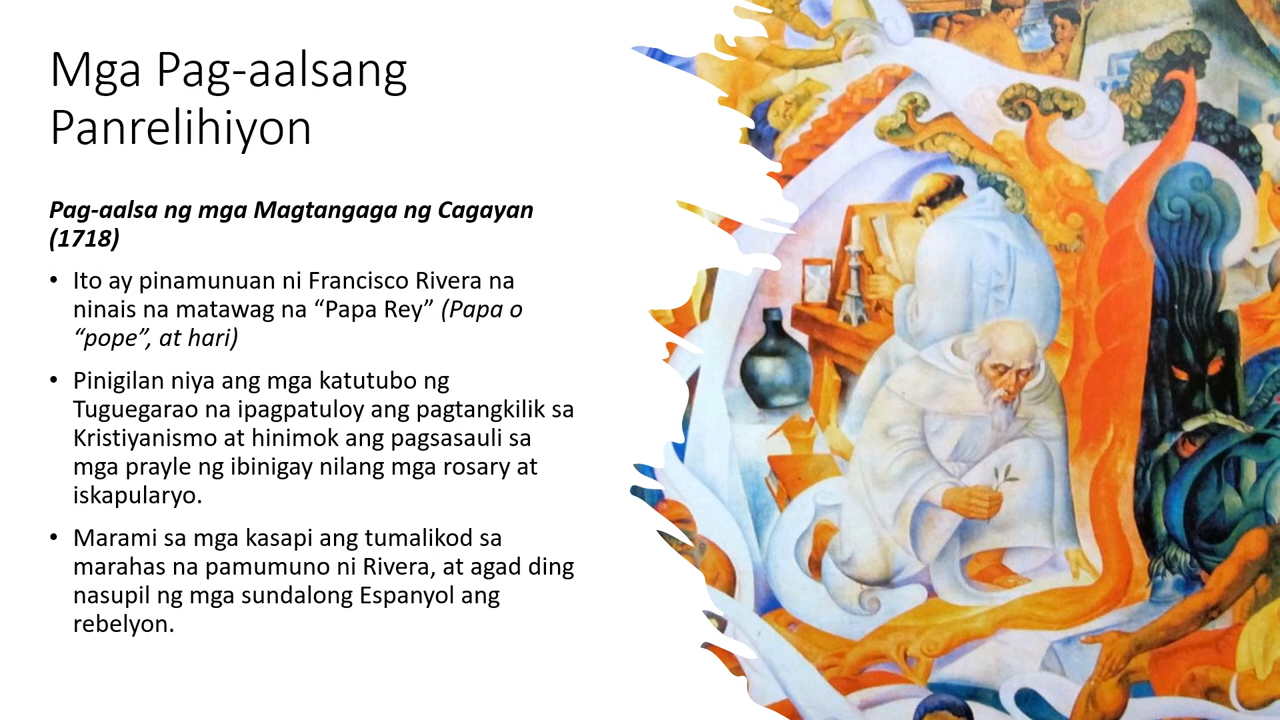 Mga Pag-aalsang
Panrelihiyon
Pag-aalsa ng mga Magtangaga ng Cagayan
(1718)
• Ito ay pinamunuan ni Francisco Rivera na
ninais na matawag na “Papa Rey” (Papa o
“pope”, at hari)
• Pinigilan niya ang mga katutubo ng
Tuguegarao na ipagpatuloy ang pagtangkilik sa
Kristiyanismo at hinimok ang pagsasauli sa
mga prayle ng ibinigay nilang mga rosary at
iskapularyo.
• Marami sa mga kasapi ang tumalikod sa
marahas na pamumuno ni Rivera, at agad ding
nasupil ng mga sundalong Espanyol ang
rebelyon.